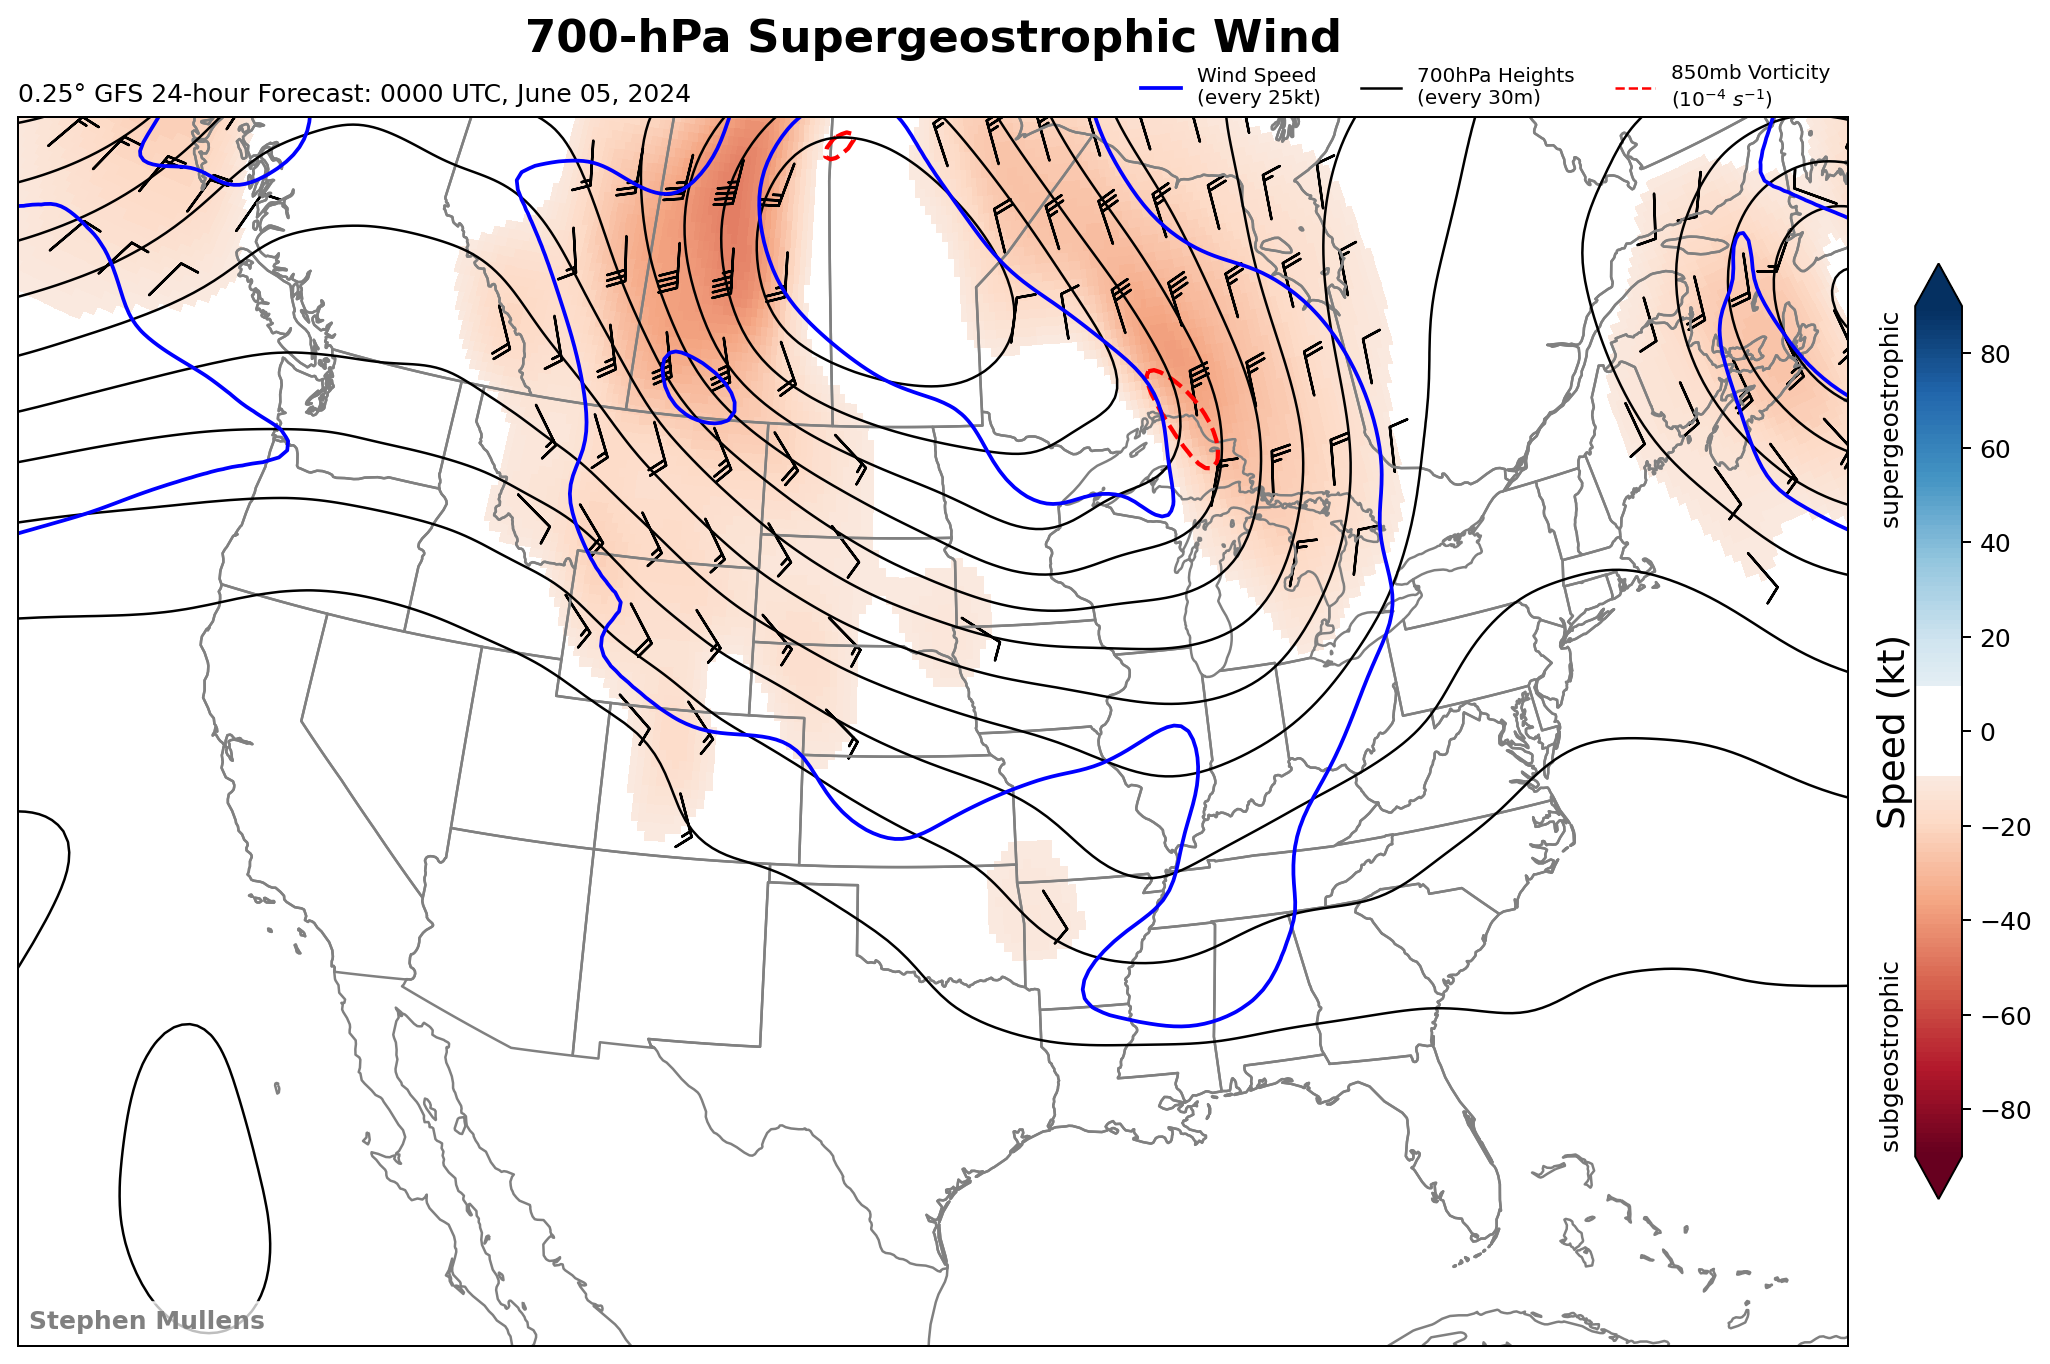 700-hPa Supergeostrophic Wind
0.25° GFS 24-hour Forecast: 0000 UTC, June 05, 2024
Wind Speed
(every 25kt)
700hPa Heights
(every 30m)
850mb Vorticity
(10⁻⁴ s⁻¹)
supergeostrophic
Speed (kt)
subgeostrophic
80
60
40
20
0
−20
−40
−60
−80
Stephen Mullens